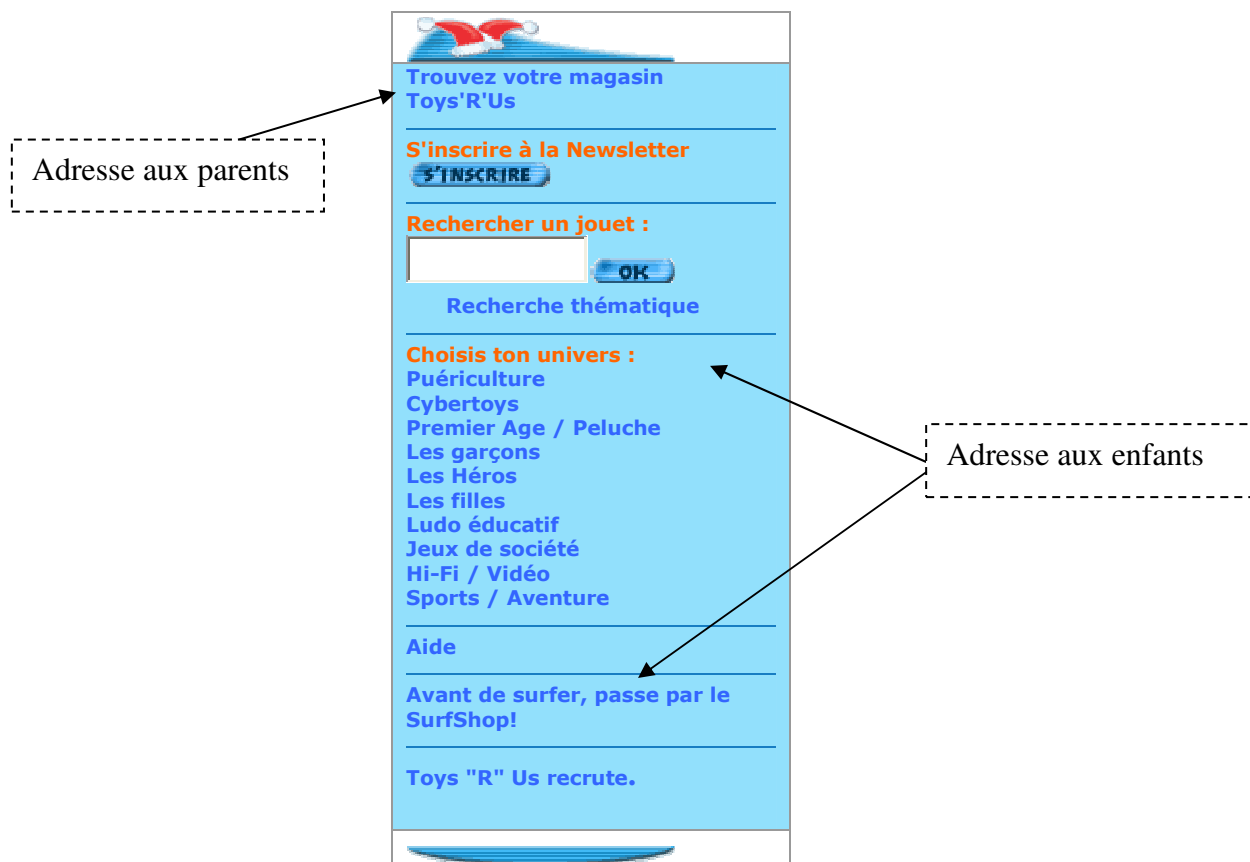 Trouvez votre magasin
Toys'R'Us
Adresse aux parents
S'inscrire à la Newsletter
S'INSCRIRE
Rechercher un jouet :
OK
Recherche thématique
Choisis ton univers :
Puériculture
Cybertoys
Premier Age / Peluche
Les garçons
Les Héros
Les filles
Ludo éducatif
Jeux de société
Hi-Fi / Vidéo
Sports / Aventure
Adresse aux enfants
Aide
Avant de surfer, passe par le
SurfShop!
Toys "R" Us recrute.